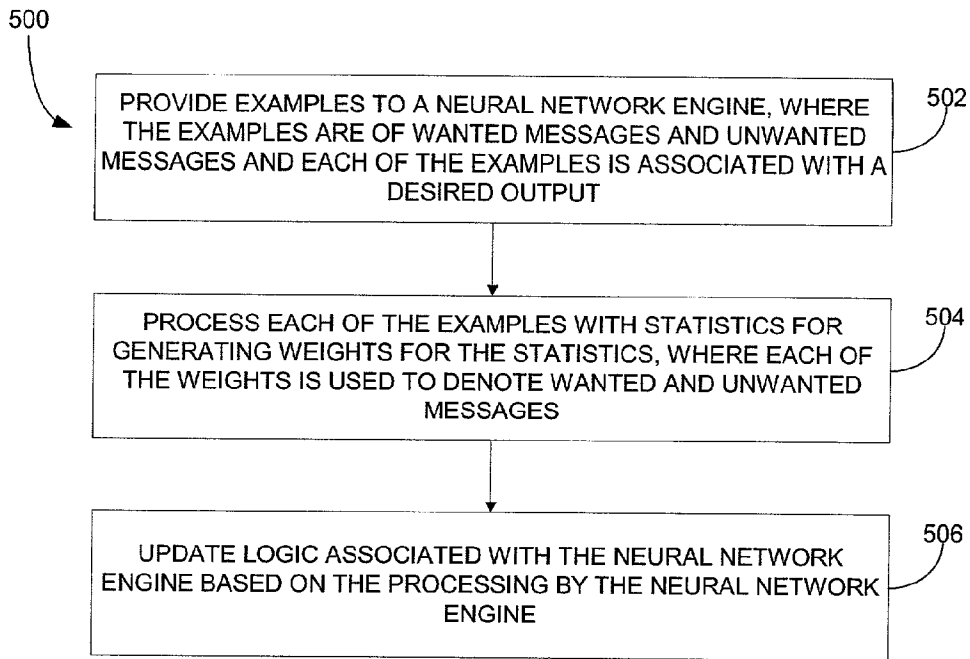 500
PROVIDE EXAMPLES TO A NEURAL NETWORK ENGINE, WHERE
THE EXAMPLES ARE OF WANTED MESSAGES AND UNWANTED
MESSAGES AND EACH OF THE EXAMPLES IS ASSOCIATED WITH A
DESIRED OUTPUT
502
PROCESS EACH OF THE EXAMPLES WITH STATISTICS FOR
GENERATING WEIGHTS FOR THE STATISTICS, WHERE EACH OF
THE WEIGHTS IS USED TO DENOTE WANTED AND UNWANTED
MESSAGES
504
UPDATE LOGIC ASSOCIATED WITH THE NEURAL NETWORK
ENGINE BASED ON THE PROCESSING BY THE NEURAL NETWORK
ENGINE
506